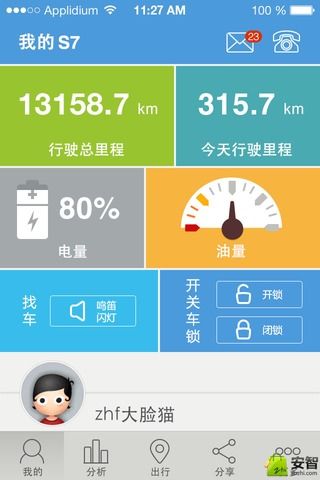 Applidium 11:27 AM 100 %
我的 S7 23
13158.7 km
行驶总里程
315.7 km
今天行驶里程
80%
电量
油量
找车
鸣笛
闪灯
开关车锁
开锁
闭锁
zhf大脸猫
我的 分析 出行 分享
安智